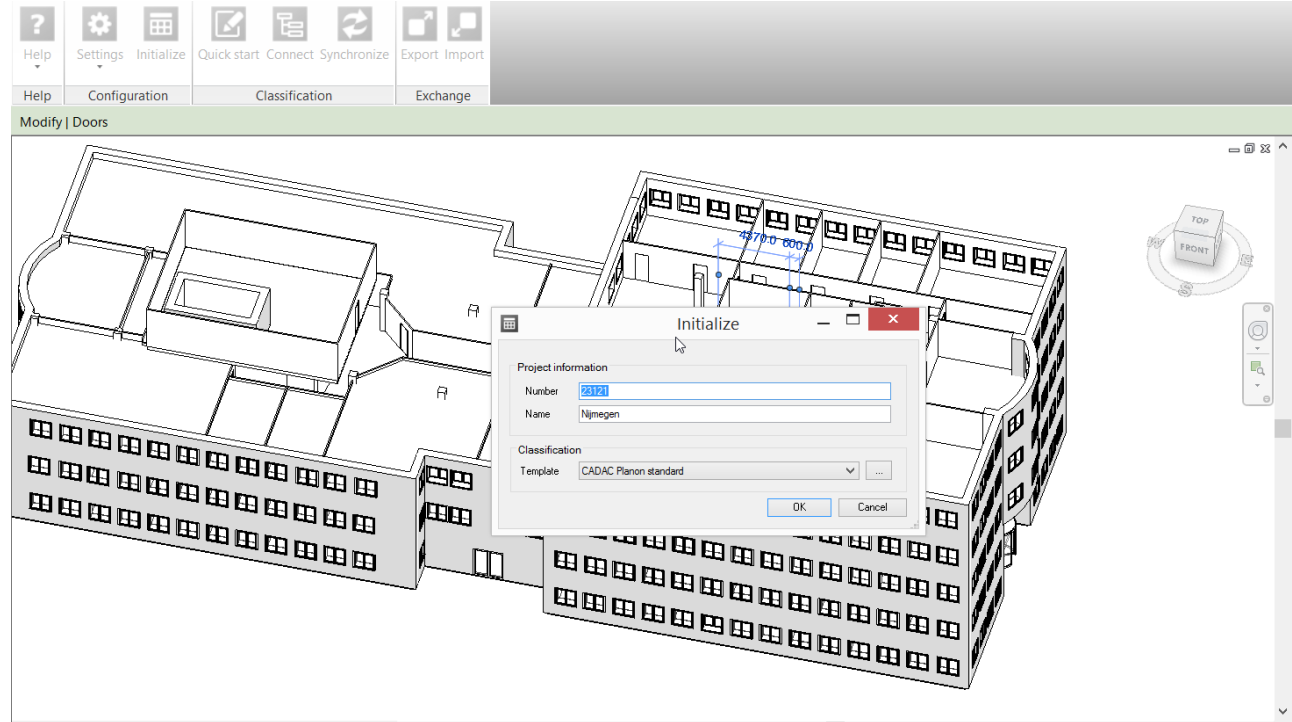 ?
Help Settings Initialize Quick start Connect Synchronize Export Import
Help Configuration Classification Exchange
Modify | Doors
TOP
FRONT
W
E
S
4370.0 600.0
Initialize
Project information
Number 23121
Name Nijmegen
Classification
Template CADAC Planon standard ...
OK Cancel